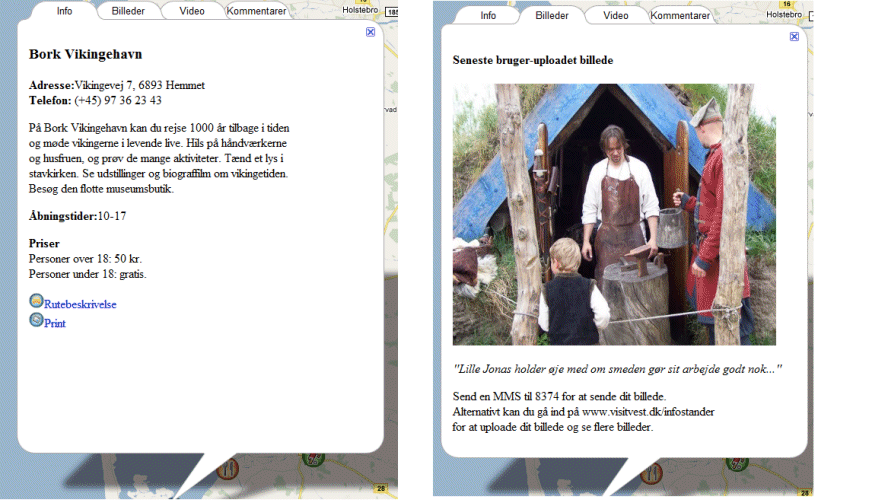 Info Billeder Video Kommentarer
Holstebro
Bork Vikingehavn
Adresse:Vikingevej 7, 6893 Hemmet
Telefon: (+45) 97 36 23 43
På Bork Vikingehavn kan du rejse 1000 år tilbage i tiden
og møde vikingerne i levende live. Hils på håndværkerne
og husfruen, og prøv de mange aktiviteter. Tænd et lys i
stavkirken. Se udstillinger og biograffilm om vikingetiden.
Besøg den flotte museumsbutik.
Åbningstider:10-17
Priser
Personer over 18: 50 kr.
Personer under 18: gratis.
Rutebeskrivelse
Print
28
Info Billeder Video Kommentarer
16
Holstebro
Seneste bruger-uploadet billede
"Lille Jonas holder øje med om smeden gør sit arbejde godt nok..."
Send en MMS til 8374 for at sende dit billede.
Alternativt kan du gå ind på www.visitvest.dk/infostander
for at uploade dit billede og se flere billeder.
28